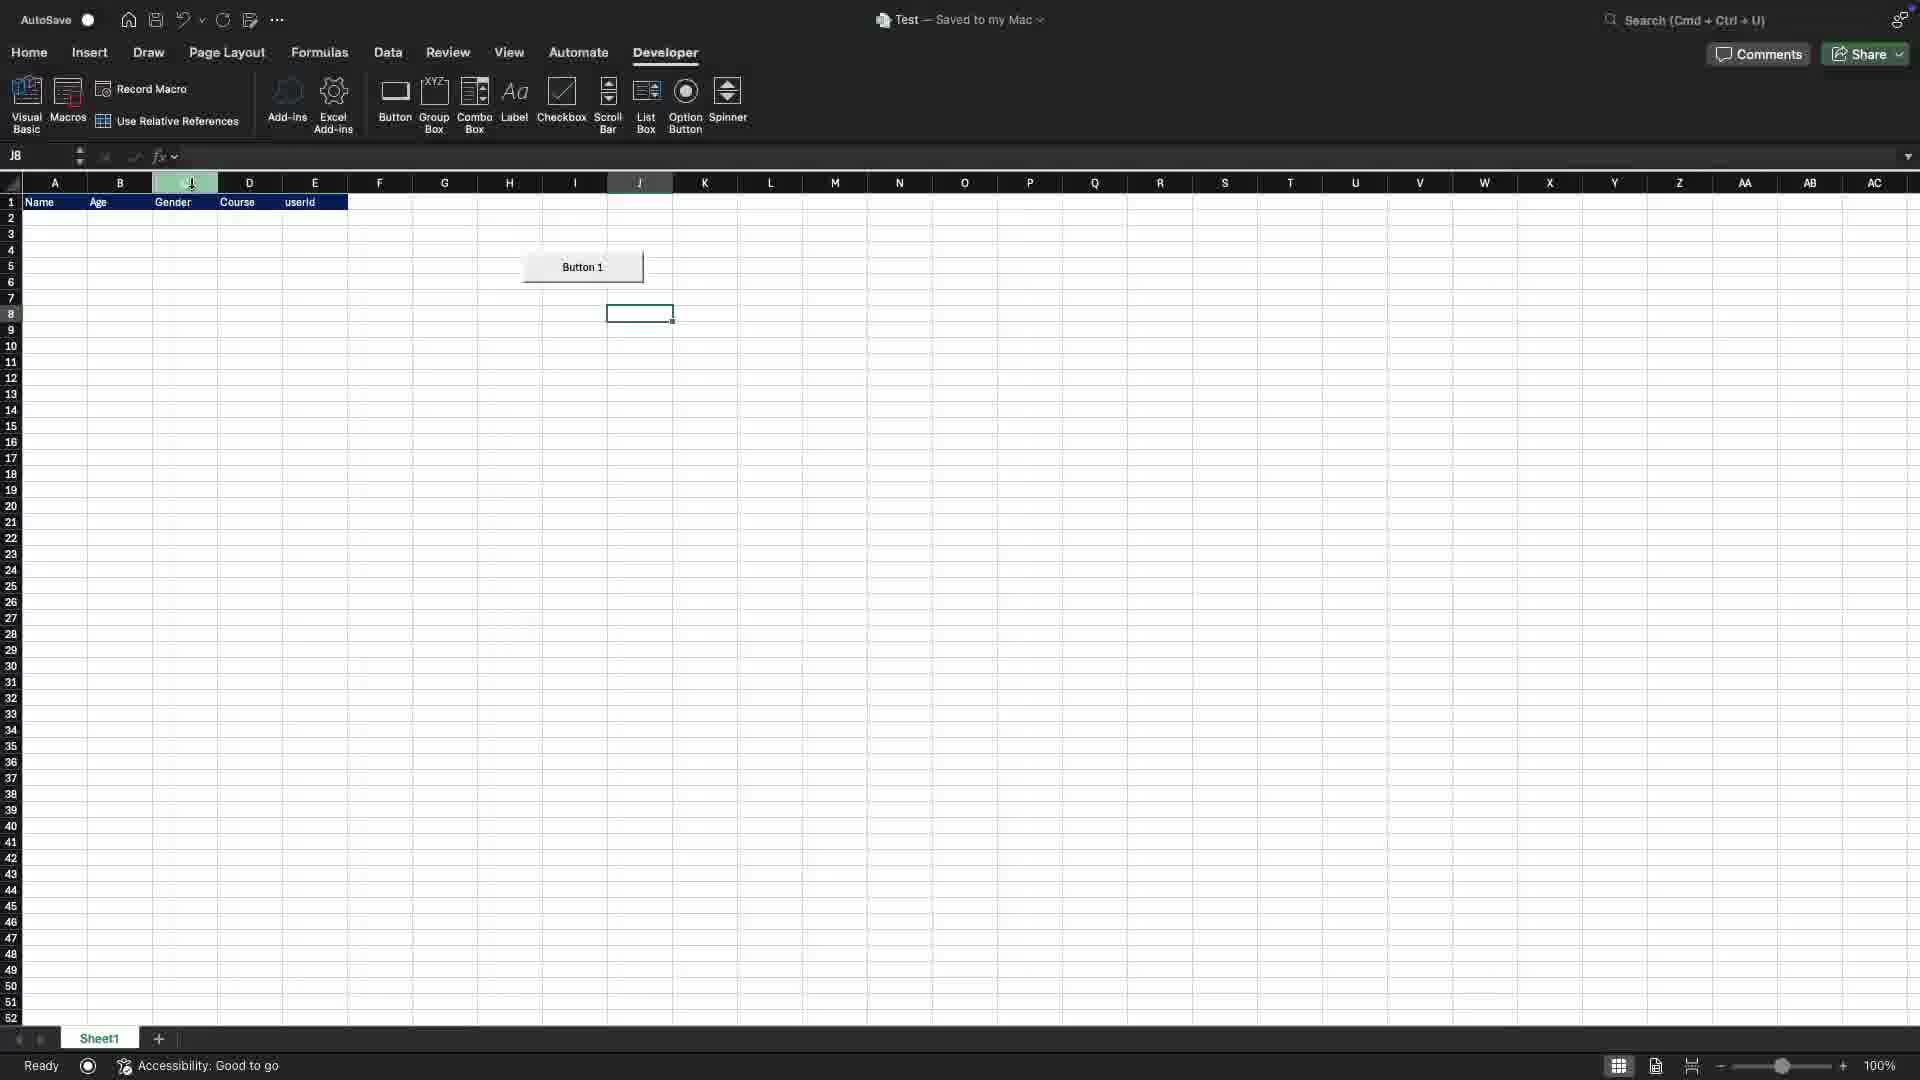 AutoSave
Test — Saved to my Mac
Search (Cmd + Ctrl + U)
Home Insert Draw Page Layout Formulas Data Review View Automate Developer
Comments Share
Visual Basic
Macros
Record Macro
Use Relative References
Add-ins
Excel Add-ins
Button
Group Box
XYZ
Combo Box
Aa
Label
Checkbox
Scroll Bar
List Box
Option Button
Spinner
J8
fx
A B D E F G H I J K L M N O P Q R S T U V W X Y Z AA AB AC
1 Name Age Gender Course userId
2
3
4
5
Button 1
6
7
8
9
10
11
12
13
14
15
16
17
18
19
20
21
22
23
24
25
26
27
28
29
30
31
32
33
34
35
36
37
38
39
40
41
42
43
44
45
46
47
48
49
50
51
52
Sheet1
Ready
Accessibility: Good to go
100%